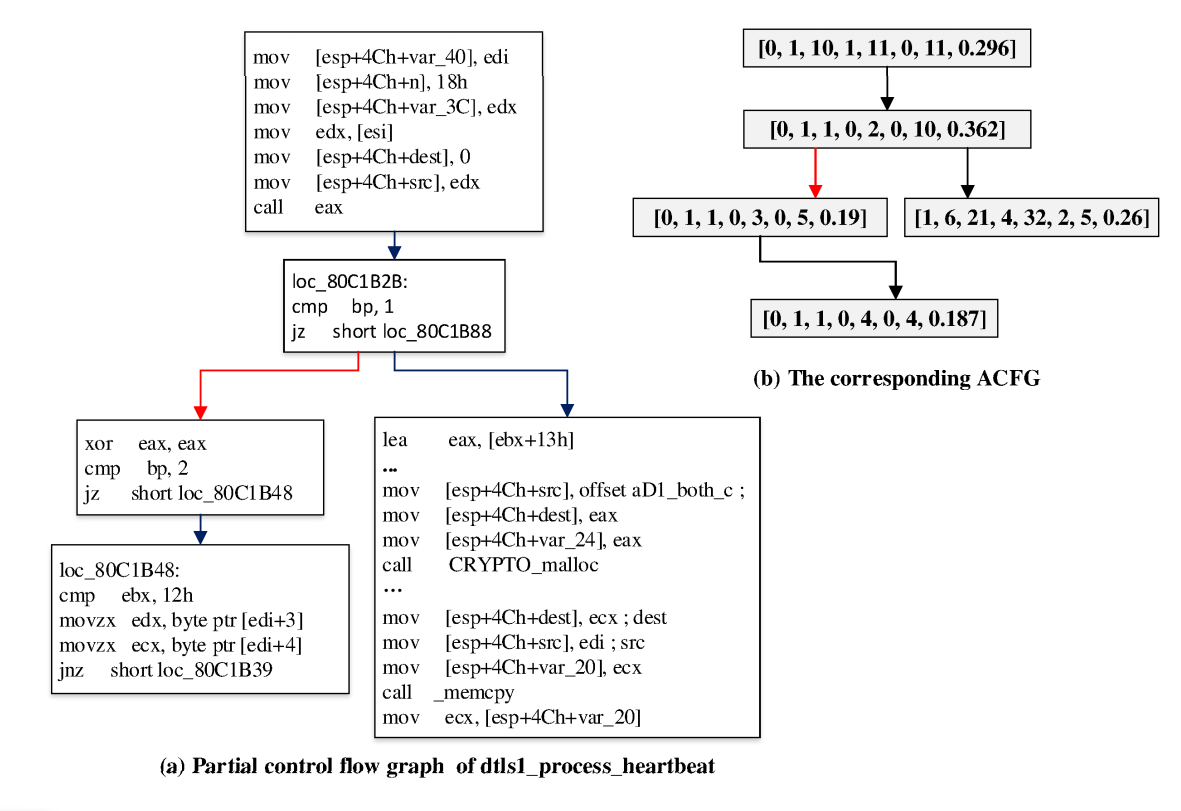 mov [esp+4Ch+var_40], edi
mov [esp+4Ch+n], 18h
mov [esp+4Ch+var_3C], edx
mov edx, [esi]
mov [esp+4Ch+dest], 0
mov [esp+4Ch+src], edx
call eax
loc_80C1B2B:
cmp bp, 1
jz short loc_80C1B88
xor eax, eax
cmp bp, 2
jz short loc_80C1B48
loc_80C1B48:
cmp ebx, 12h
movzx edx, byte ptr [edi+3]
movzx ecx, byte ptr [edi+4]
jnz short loc_80C1B39
lea eax, [ebx+13h]
...
mov [esp+4Ch+src], offset aD1_both_c ;
mov [esp+4Ch+dest], eax
mov [esp+4Ch+var_24], eax
call CRYPTO_malloc
...
mov [esp+4Ch+dest], ecx ; dest
mov [esp+4Ch+src], edi ; src
mov [esp+4Ch+var_20], ecx
call _memcpy
mov ecx, [esp+4Ch+var_20]
(a) Partial control flow graph of dtls1_process_heartbeat
[0, 1, 10, 1, 11, 0, 11, 0.296]
[0, 1, 1, 0, 2, 0, 10, 0.362]
[0, 1, 1, 0, 3, 0, 5, 0.19]
[1, 6, 21, 4, 32, 2, 5, 0.26]
[0, 1, 1, 0, 4, 0, 4, 0.187]
(b) The corresponding ACFG